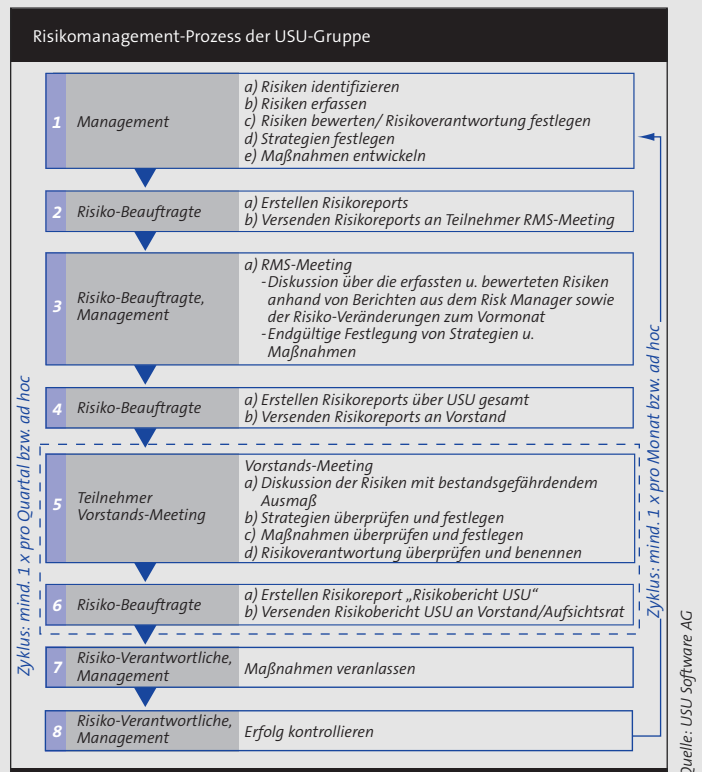 Risikomanagement-Prozess der USU-Gruppe
1
Management
a) Risiken identifizieren
b) Risiken erfassen
c) Risiken bewerten/ Risikoverantwortung festlegen
d) Strategien festlegen
e) Maßnahmen entwickeln
2
Risiko-Beauftragte
a) Erstellen Risikoreports
b) Versenden Risikoreports an Teilnehmer RMS-Meeting
3
Risiko-Beauftragte,
Management
a) RMS-Meeting
-Diskussion über die erfassten u. bewerteten Risiken
anhand von Berichten aus dem Risk Manager sowie
der Risiko-Veränderungen zum Vormonat
-Endgültige Festlegung von Strategien u.
Maßnahmen
4
Risiko-Beauftragte
a) Erstellen Risikoreports über USU gesamt
b) Versenden Risikoreports an Vorstand
5
Teilnehmer
Vorstands-Meeting
Vorstands-Meeting
a) Diskussion der Risiken mit bestandsgefährdendem
Ausmaß
b) Strategien überprüfen und festlegen
c) Maßnahmen überprüfen und festlegen
d) Risikoverantwortung überprüfen und benennen
6
Risiko-Beauftragte
a) Erstellen Risikoreport „Risikobericht USU“
b) Versenden Risikobericht USU an Vorstand/Aufsichtsrat
7
Risiko-Verantwortliche,
Management
Maßnahmen veranlassen
8
Risiko-Verantwortliche,
Management
Erfolg kontrollieren
Zyklus: mind. 1 x pro Quartal bzw. ad hoc
Zyklus: mind. 1 x pro Monat bzw. ad hoc
Quelle: USU Software AG